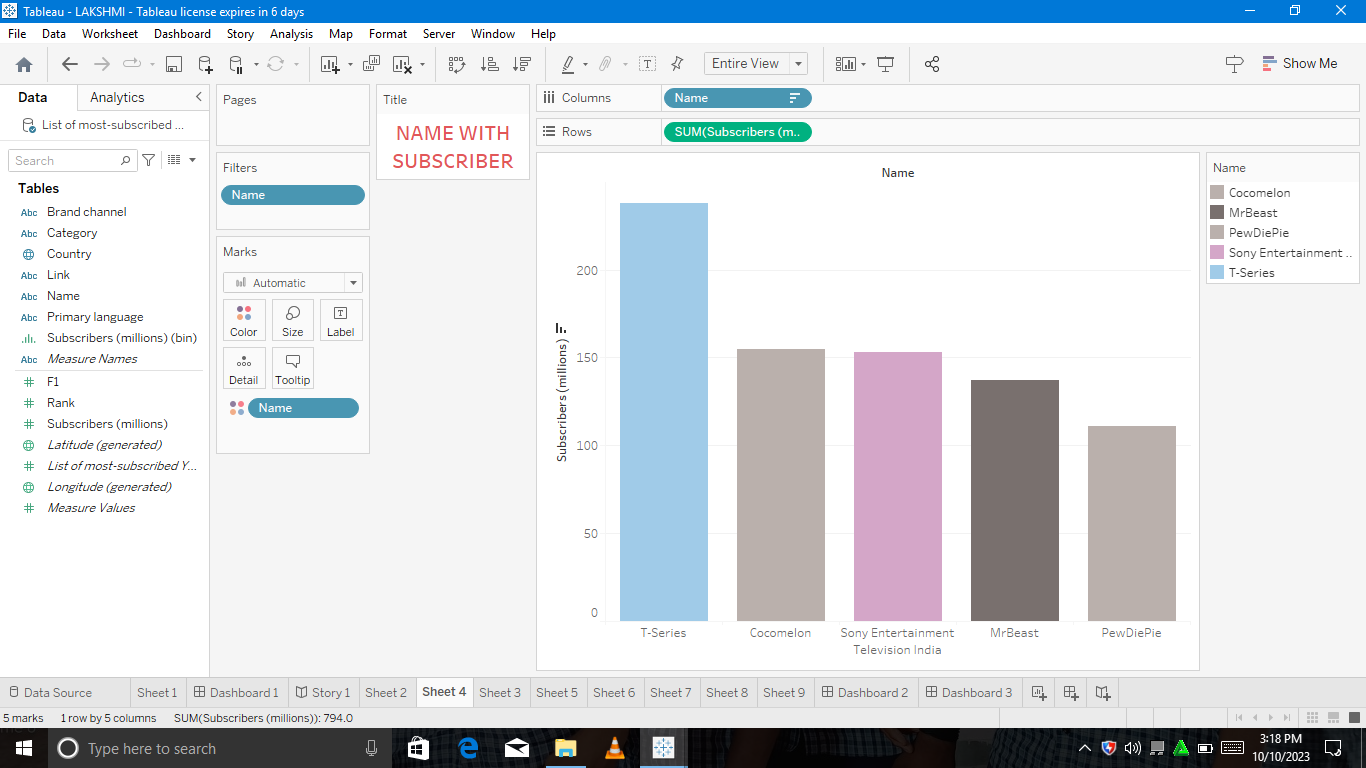 Tableau - LAKSHMI - Tableau license expires in 6 days
File Data Worksheet Dashboard Story Analysis Map Format Server Window Help
Entire View
Show Me
Data Analytics
List of most-subscribed ...
Search
Tables
Abc Brand channel
Abc Category
Country
Abc Link
Abc Name
Abc Primary language
Subscribers (millions) (bin)
Abc Measure Names
# F1
# Rank
# Subscribers (millions)
Latitude (generated)
# List of most-subscribed Y...
Longitude (generated)
# Measure Values
Pages
Filters
Name
Marks
Automatic
Color Size Label
Detail Tooltip
Name
Title
NAME WITH
SUBSCRIBER
Columns Name
Rows SUM(Subscribers (m..
Name
Subscribers (millions)
200
150
100
50
0
T-Series Cocomelon Sony Entertainment Television India MrBeast PewDiePie
Name
Cocomelon
MrBeast
PewDiePie
Sony Entertainment ..
T-Series
Data Source Sheet 1 Dashboard 1 Story 1 Sheet 2 Sheet 4 Sheet 3 Sheet 5 Sheet 6 Sheet 7 Sheet 8 Sheet 9 Dashboard 2 Dashboard 3
5 marks 1 row by 5 columns SUM(Subscribers (millions)): 794.0
Type here to search
3:18 PM
10/10/2023